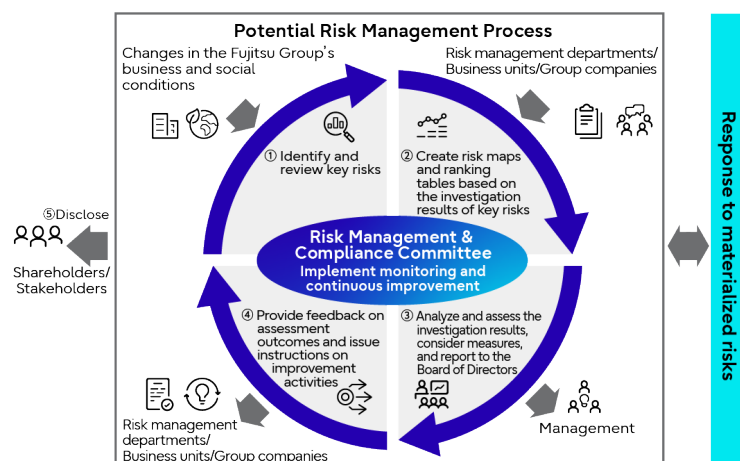 Potential Risk Management Process
Changes in the Fujitsu Group's
business and social
conditions
Risk management departments/
Business units/Group companies
① Identify and
review key risks
② Create risk maps
and ranking
tables based on
the investigation
results of key risks
Risk Management &
Compliance Committee
Implement monitoring and
continuous improvement
⑤Disclose
Shareholders/
Stakeholders
④ Provide feedback on
assessment
outcomes and issue
instructions on
improvement
activities
③ Analyze and assess the
investigation results,
consider measures,
and report to the
Board of Directors
Risk management
departments/
Business units/Group companies
Management
Response to materialized risks